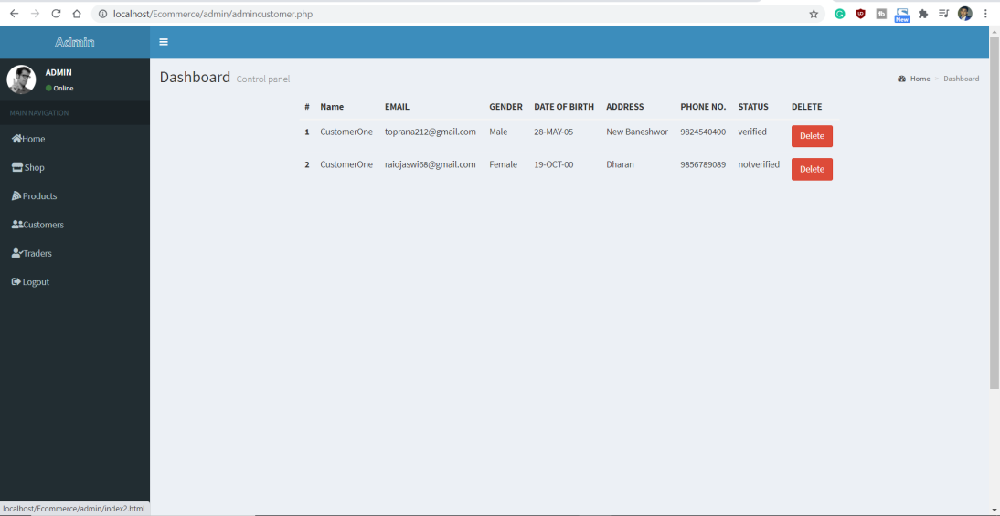 localhost/Ecommerce/admin/admincustomer.php
New
Admin
ADMIN
Online
MAIN NAVIGATION
Home
Shop
Products
Customers
Traders
Logout
Dashboard Control panel
Home > Dashboard
# Name EMAIL GENDER DATE OF BIRTH ADDRESS PHONE NO. STATUS DELETE
1 CustomerOne toprana212@gmail.com Male 28-MAY-05 New Baneshwor 9824540400 verified Delete
2 CustomerOne raiojaswi68@gmail.com Female 19-OCT-00 Dharan 9856789089 notverified Delete
localhost/Ecommerce/admin/index2.html